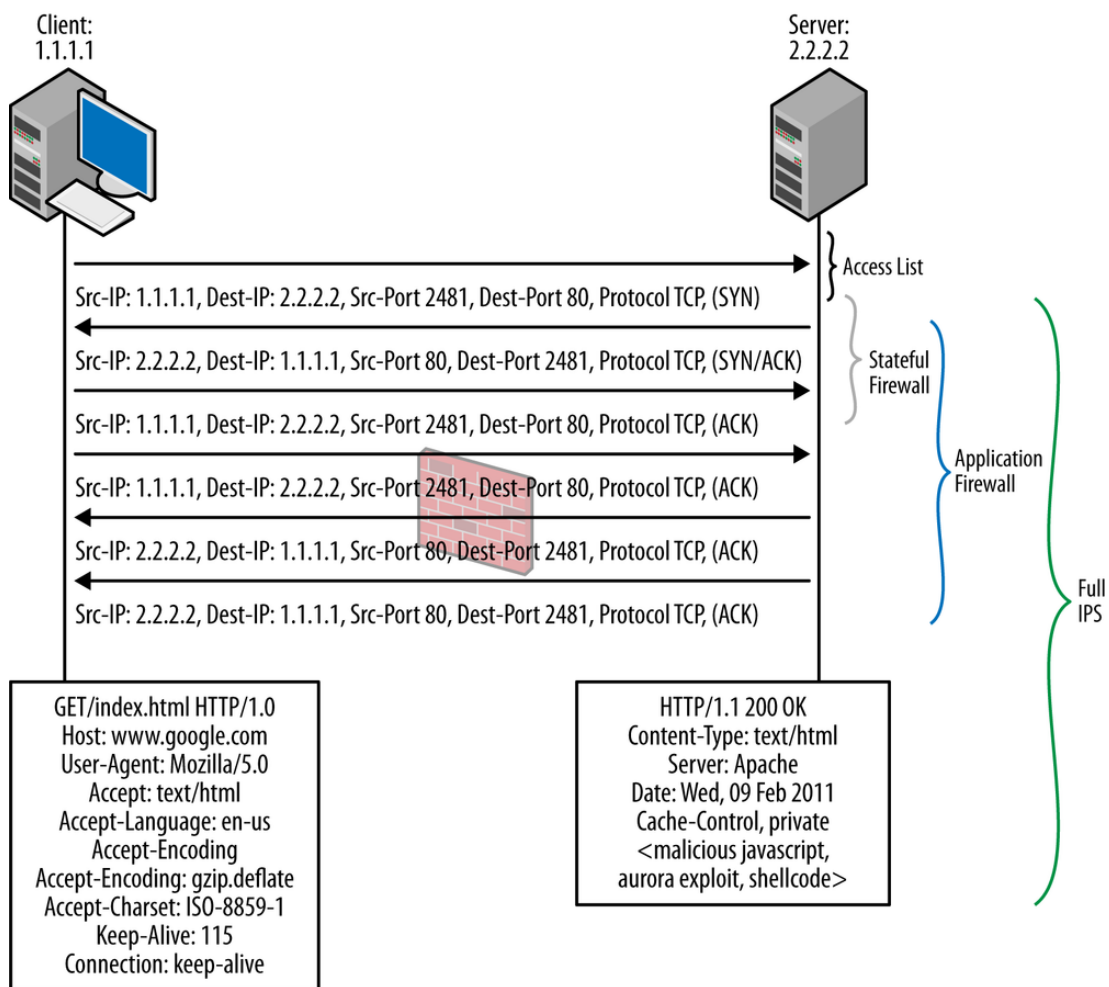 Client:
1.1.1.1
Server:
2.2.2.2
Access List
Src-IP: 1.1.1.1, Dest-IP: 2.2.2.2, Src-Port 2481, Dest-Port 80, Protocol TCP, (SYN)
Src-IP: 2.2.2.2, Dest-IP: 1.1.1.1, Src-Port 80, Dest-Port 2481, Protocol TCP, (SYN/ACK)
Stateful
Firewall
Src-IP: 1.1.1.1, Dest-IP: 2.2.2.2, Src-Port 2481, Dest-Port 80, Protocol TCP, (ACK)
Application
Firewall
Src-IP: 1.1.1.1, Dest-IP: 2.2.2.2, Src-Port 2481, Dest-Port 80, Protocol TCP, (ACK)
Src-IP: 2.2.2.2, Dest-IP: 1.1.1.1, Src-Port 80, Dest-Port 2481, Protocol TCP, (ACK)
Full
IPS
Src-IP: 2.2.2.2, Dest-IP: 1.1.1.1, Src-Port 80, Dest-Port 2481, Protocol TCP, (ACK)
GET/index.html HTTP/1.0
Host: www.google.com
User-Agent: Mozilla/5.0
Accept: text/html
Accept-Language: en-us
Accept-Encoding
Accept-Encoding: gzip.deflate
Accept-Charset: ISO-8859-1
Keep-Alive: 115
Connection: keep-alive
HTTP/1.1 200 OK
Content-Type: text/html
Server: Apache
Date: Wed, 09 Feb 2011
Cache-Control, private
<malicious javascript,
aurora exploit, shellcode>